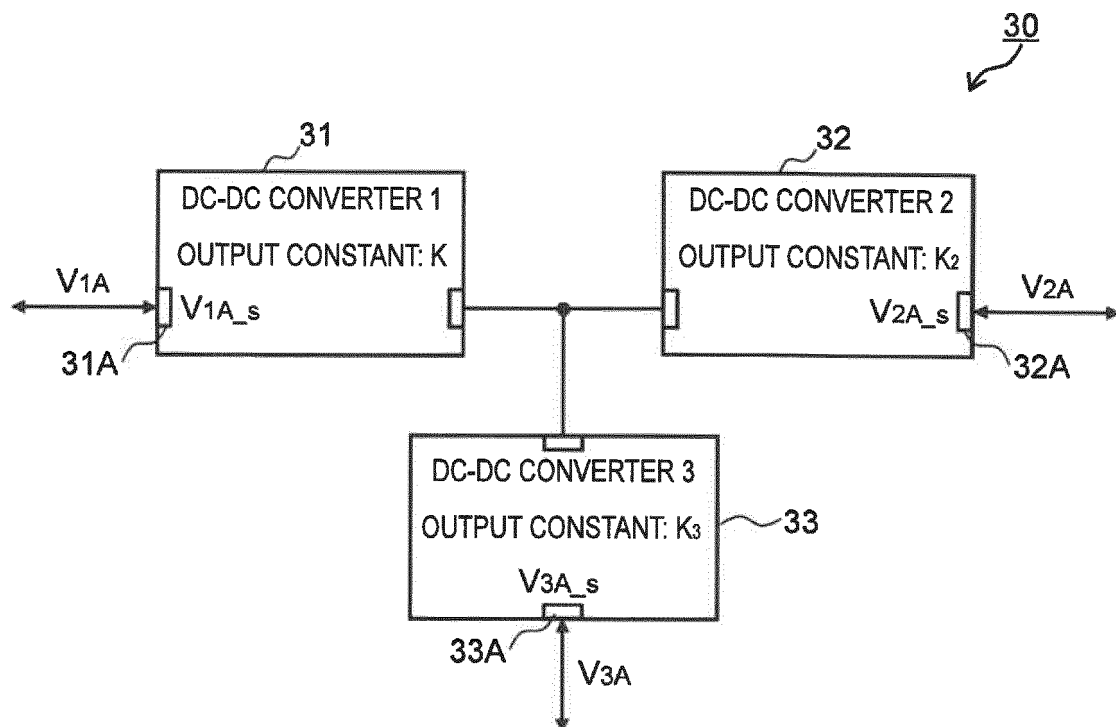 30
31
32
DC-DC CONVERTER 1
OUTPUT CONSTANT: K
DC-DC CONVERTER 2
OUTPUT CONSTANT: K2
V1A
V1A_s
31A
V2A_s
V2A
32A
DC-DC CONVERTER 3
OUTPUT CONSTANT: K3
33
V3A_s
33A
V3A